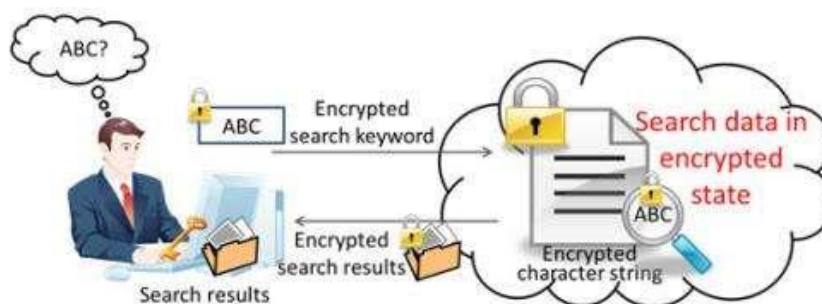 ABC?
ABC
Encrypted
search keyword
Search data in
encrypted
state
ABC
Encrypted
character string
Encrypted
search results
Search results